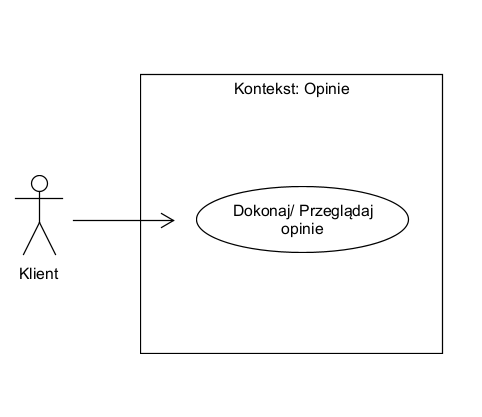 Kontekst: Opinie
Dokonaj/ Przeglądaj
opinie
Klient